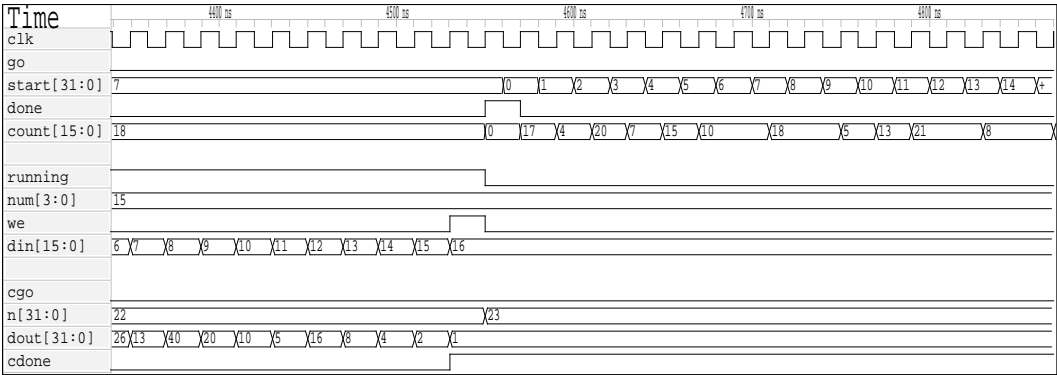 Time 4400 ns 4500 ns 4600 ns 4700 ns 4800 ns
clk
go
start[31:0] 7 0 1 2 3 4 5 6 7 8 9 10 11 12 13 14 +
done
count[15:0] 18 0 17 4 20 7 15 10 18 5 13 21 8
running
num[3:0] 15
we
din[15:0] 6 7 8 9 10 11 12 13 14 15 16
cgo
n[31:0] 22 23
dout[31:0] 26 13 40 20 10 5 16 8 4 2 1
cdone